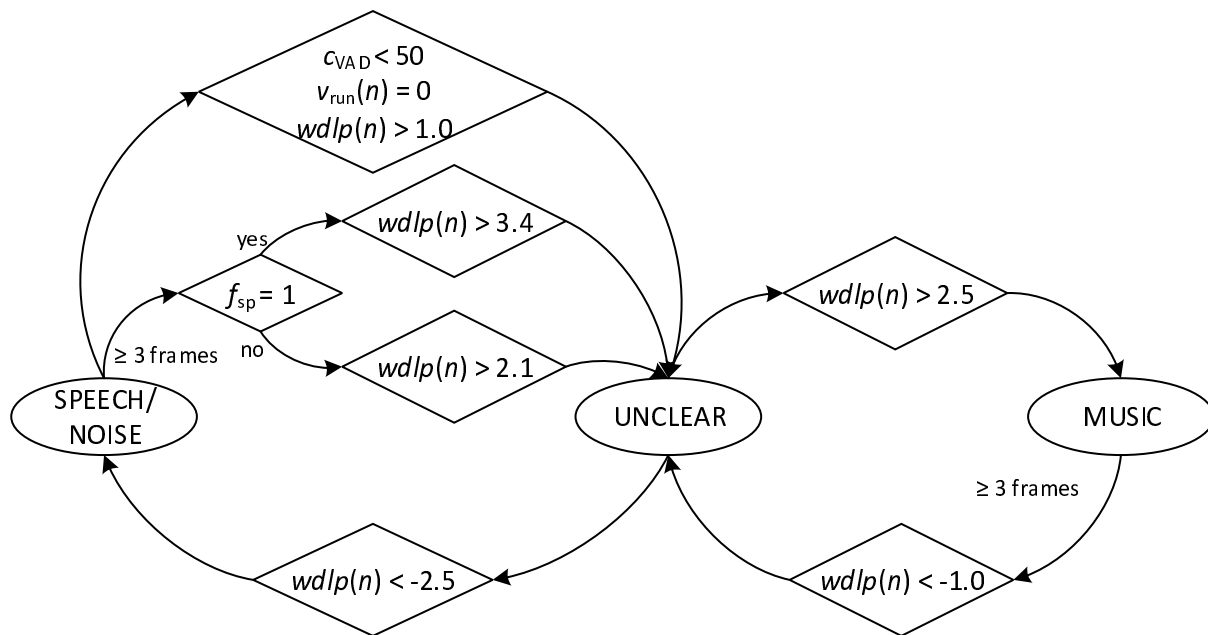 c_VAD < 50
v_run(n) = 0
wdlp(n) > 1.0
yes
wdlp(n) > 3.4
f_sp = 1
wdlp(n) > 2.5
≥ 3 frames
no
wdlp(n) > 2.1
SPEECH/
NOISE
UNCLEAR
MUSIC
≥ 3 frames
wdlp(n) < -2.5
wdlp(n) < -1.0